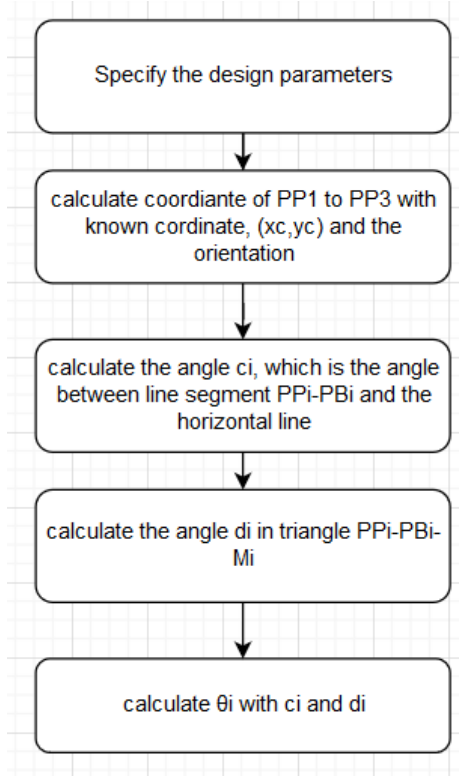 Specify the design parameters
calculate coordiante of PP1 to PP3 with
known cordinate, (xc,yc) and the
orientation
calculate the angle ci, which is the angle
between line segment PPi-PBi and the
horizontal line
calculate the angle di in triangle PPi-PBi-
Mi
calculate θi with ci and di